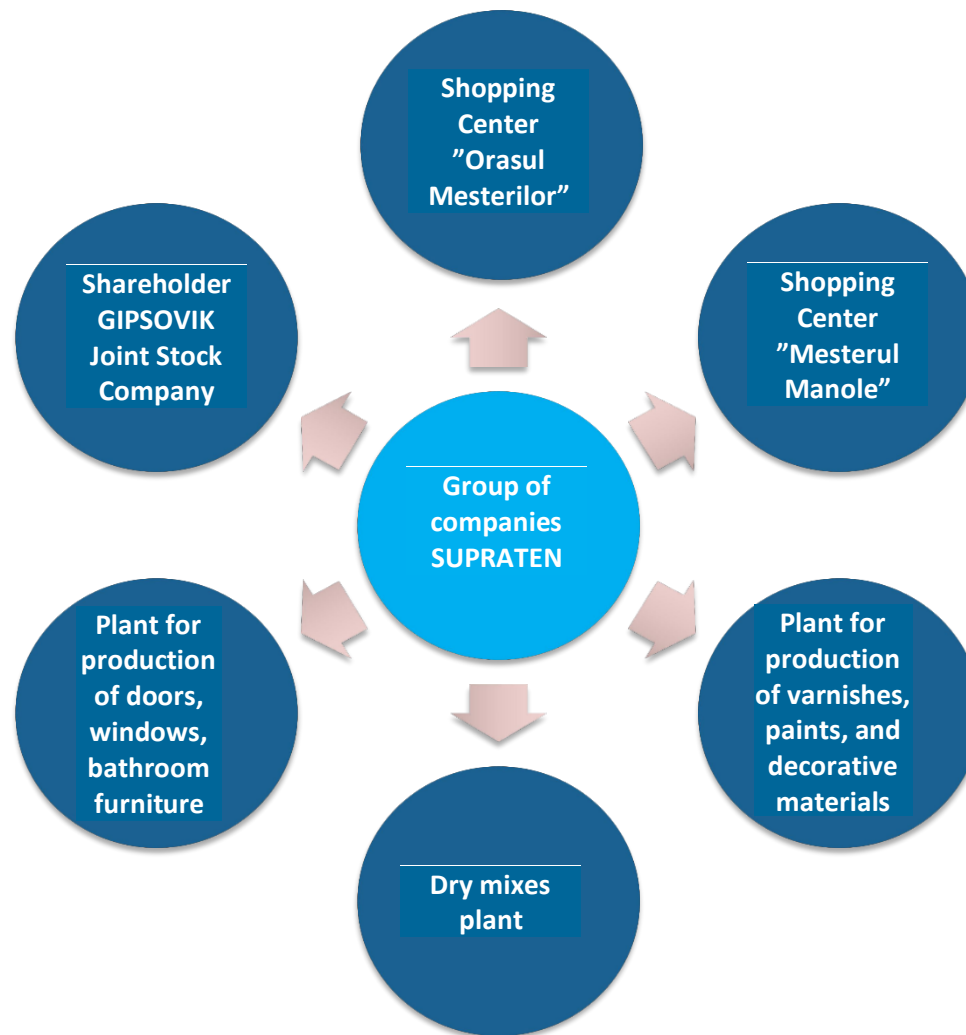 Shopping
Center
”Orasul
Mesterilor”
Shareholder
GIPSOVIK
Joint Stock
Company
Shopping
Center
”Mesterul
Manole”
Group of
companies
SUPRATEN
Plant for
production
of doors,
windows,
bathroom
furniture
Plant for
production
of varnishes,
paints, and
decorative
materials
Dry mixes
plant